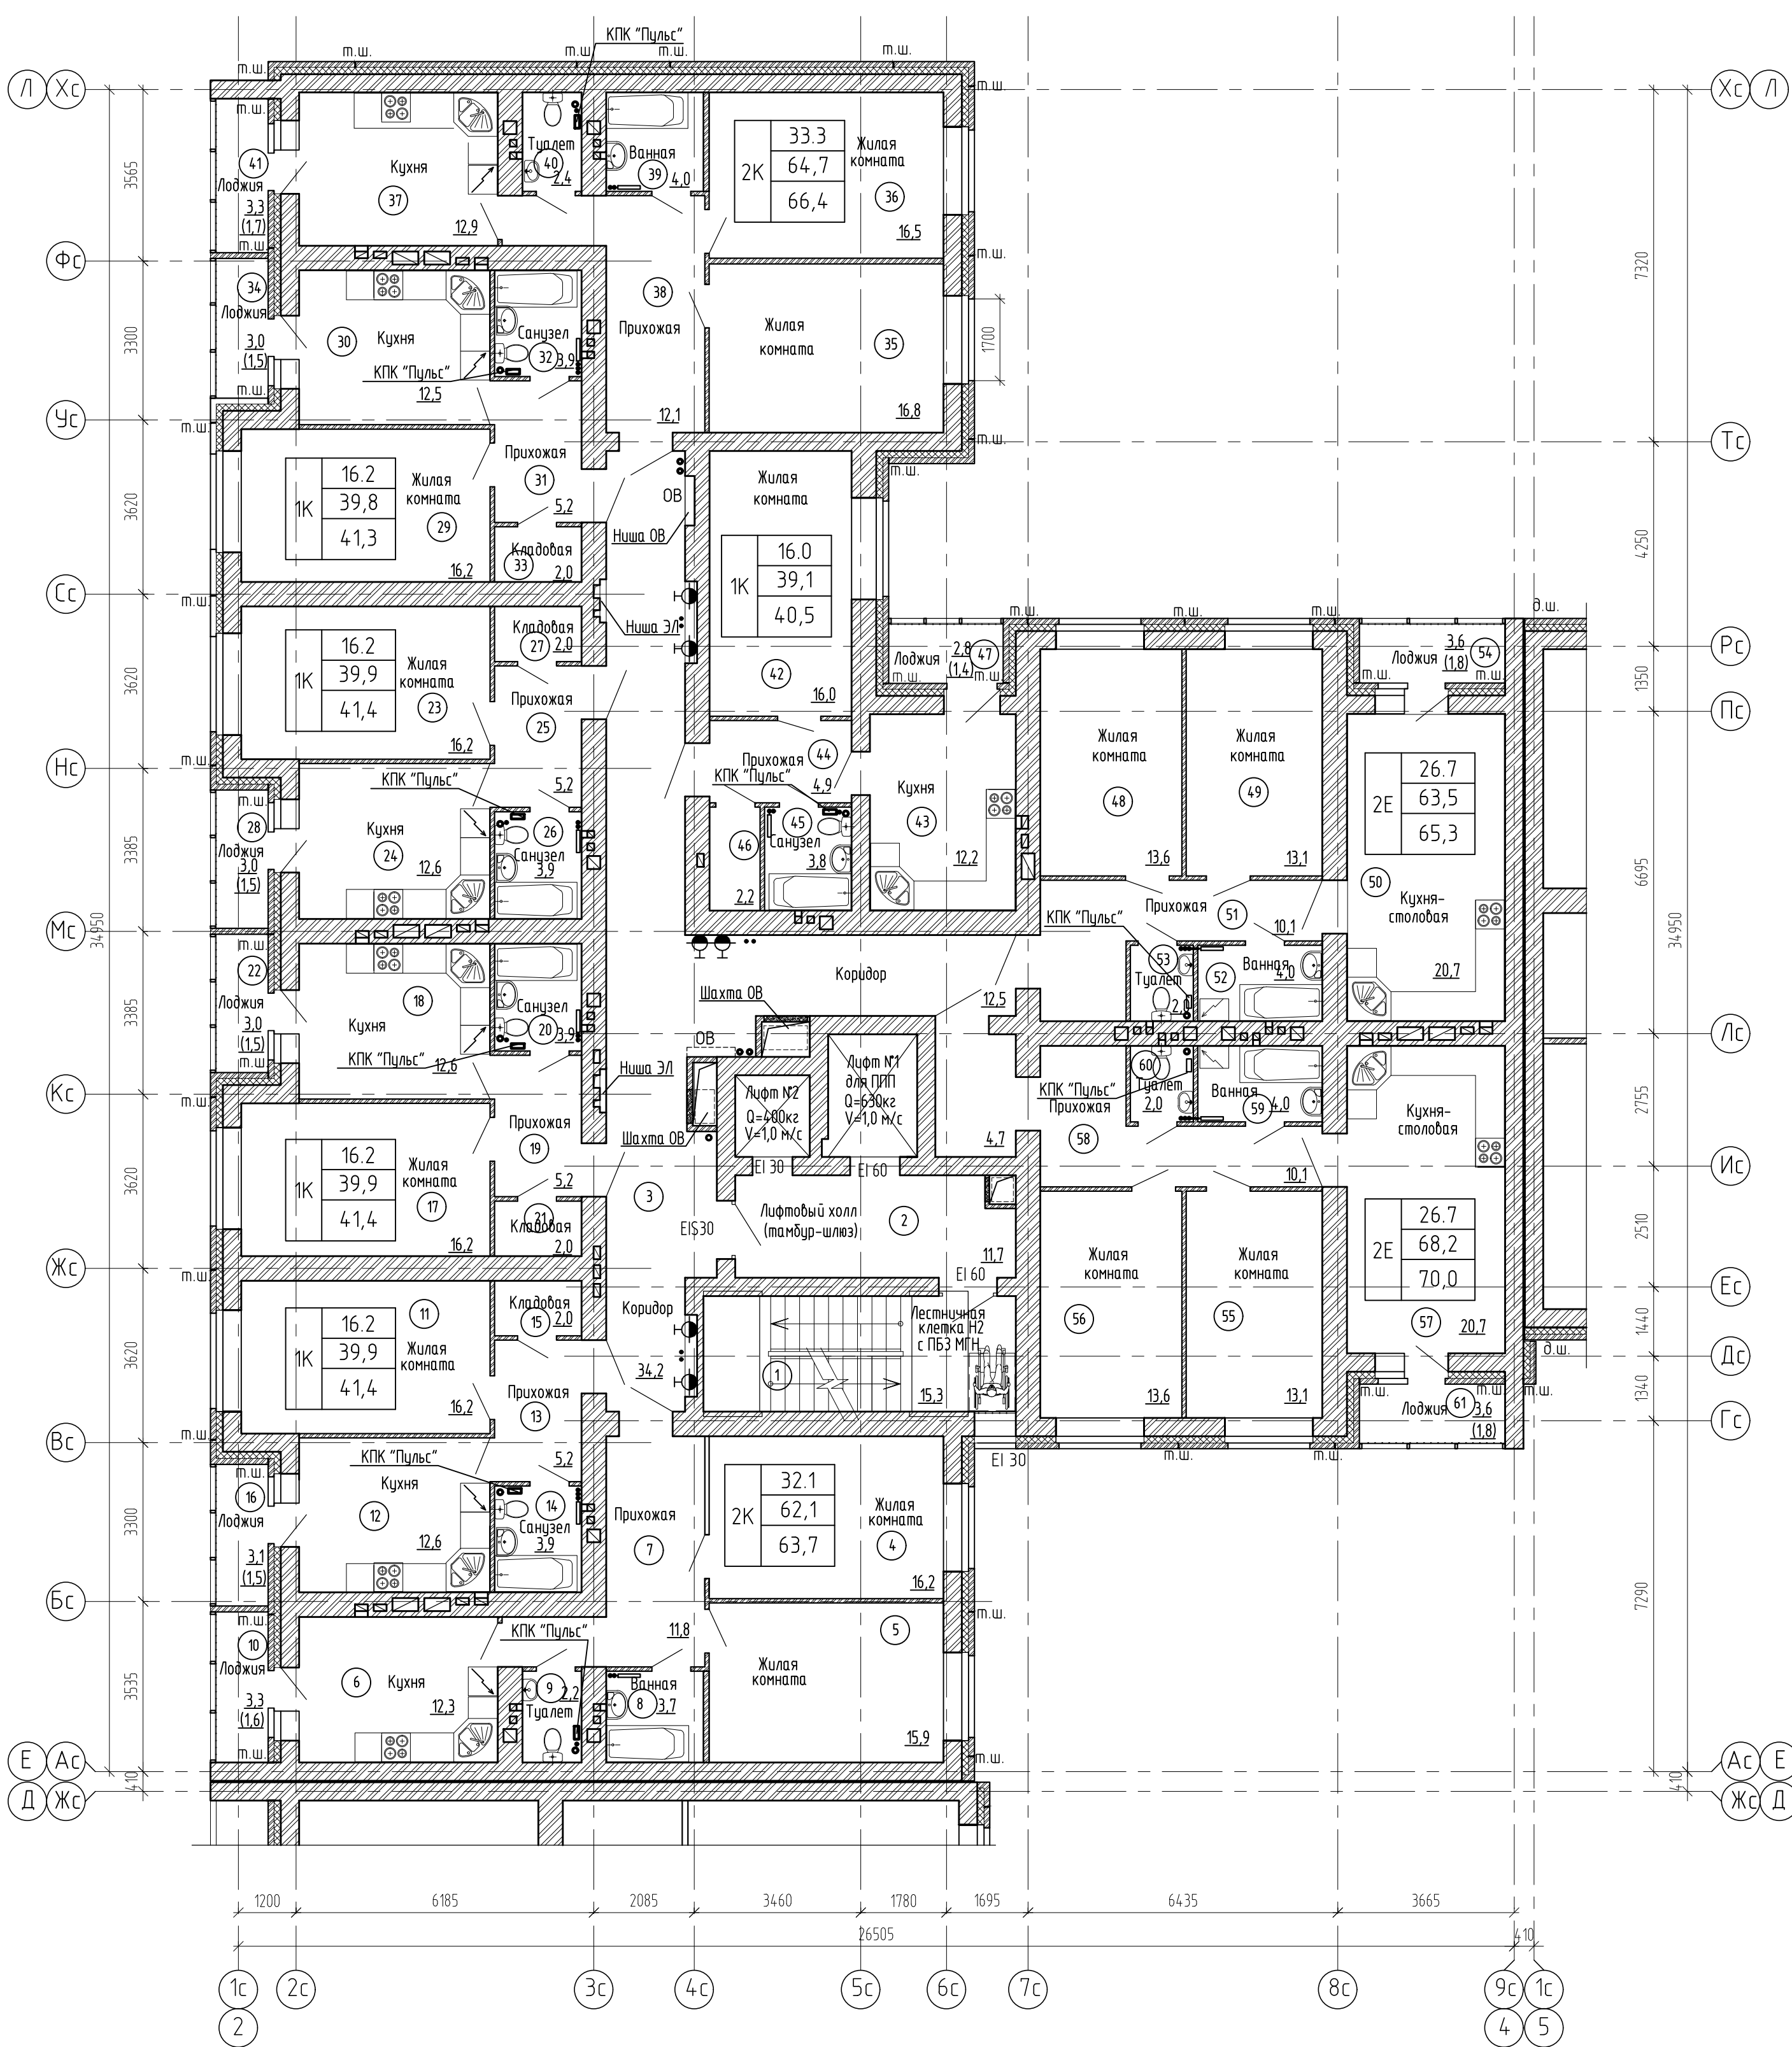 КПК "Пульс"
т.ш.
т.ш.
т.ш.
т.ш.
т.ш.
Л
Хс
т.ш.
Хс
Л
т.ш.
41
Лоджия
3,3
(1,7)
т.ш.
Кухня
37
12,9
Туалет
40
2,4
Ванная
39
4,0
2К
33.3
64,7
66,4
Жилая
комната
36
16,5
3565
Фс
т.ш.
7320
34
Лоджия
3,0
(1,5)
т.ш.
30
Кухня
12,5
КПК "Пульс"
Санузел
32
3,9
38
Прихожая
12,1
Жилая
комната
35
16,8
1700
3300
Ус
т.ш.
т.ш.
Тс
1К
16.2
39,8
41,3
Жилая
комната
29
16,2
Прихожая
31
5,2
Кладовая
33
2,0
ОВ
Ниша ОВ
Жилая
комната
т.ш.
3620
4250
Сс
т.ш.
1К
16.0
39,1
40,5
42
16,0
Ниша ЭЛ
1К
16.2
39,9
41,4
Жилая
комната
23
16,2
Кладовая
27
2,0
Прихожая
25
5,2
3620
Лоджия
2,8
(1,4)
47
т.ш.
т.ш.
т.ш.
т.ш.
т.ш.
д.ш.
Лоджия
3,6
(1,8)
54
т.ш.
т.ш.
Рс
1350
Пс
Нс
т.ш.
КПК "Пульс"
т.ш.
28
Лоджия
3,0
(1,5)
Кухня
24
12,6
26
Санузел
3,9
3385
44
Прихожая
КПК "Пульс"
4,9
45
Санузел
3,8
46
2,2
Кухня
43
12,2
Жилая
комната
48
13,6
Жилая
комната
49
13,1
2Е
26.7
63,5
65,3
50
Кухня-
столовая
20,7
6695
34950
34950
Мс
т.ш.
22
Лоджия
3,0
(1,5)
т.ш.
18
Кухня
12,6
КПК "Пульс"
Санузел
20
3,9
3385
Коридор
12,5
Шахта ОВ
ОВ
КПК "Пульс"
Прихожая
51
10,1
53
Туалет
2,0
52
Ванная
4,0
Лс
Кс
т.ш.
Ниша ЭЛ
Шахта ОВ
Лифт №2
Q=400кг
V=1,0 м/с
Лифт №1
для ППП
Q=630кг
V=1,0 м/с
EI 30
EI 60
4,7
КПК "Пульс"
Прихожая
58
10,1
60
Туалет
2,0
Ванная
59
4,0
Кухня-
столовая
2755
Ис
1К
16.2
39,9
41,4
Жилая
комната
17
16,2
Прихожая
19
5,2
21
Кладовая
2,0
3620
3
EIS30
Лифтовый холл
(тамбур-шлюз)
2
11,7
EI 60
Жилая
комната
56
13,6
Жилая
комната
55
13,1
2Е
26.7
68,2
70,0
57
20,7
2510
Жс
т.ш.
Ес
1К
16.2
39,9
41,4
11
Жилая
комната
16,2
Кладовая
15
2,0
Прихожая
13
5,2
3620
Коридор
34,2
1
Лестничная
клетка Н2
с ПБЗ МГН
15,3
1440
Дс
д.ш.
т.ш.
т.ш.
т.ш.
Лоджия
61
3,6
(1,8)
1340
Гс
EI 30
т.ш.
т.ш.
Вс
т.ш.
КПК "Пульс"
т.ш.
16
Лоджия
3,1
(1,5)
Кухня
12
12,6
14
Санузел
3,9
3300
Прихожая
7
11,8
2К
32.1
62,1
63,7
Жилая
комната
4
16,2
Бс
т.ш.
т.ш.
10
Лоджия
3,3
(1,6)
т.ш.
6
Кухня
12,3
КПК "Пульс"
9
2,2
Туалет
Ванная
8
3,7
5
Жилая
комната
15,9
т.ш.
3535
7290
Е
Ас
Ас
Е
410
410
Д
Жс
Жс
Д
1200
6185
2085
3460
1780
1695
6435
3665
26505
410
1с
2с
3с
4с
5с
6с
7с
8с
9с
1с
2
4
5